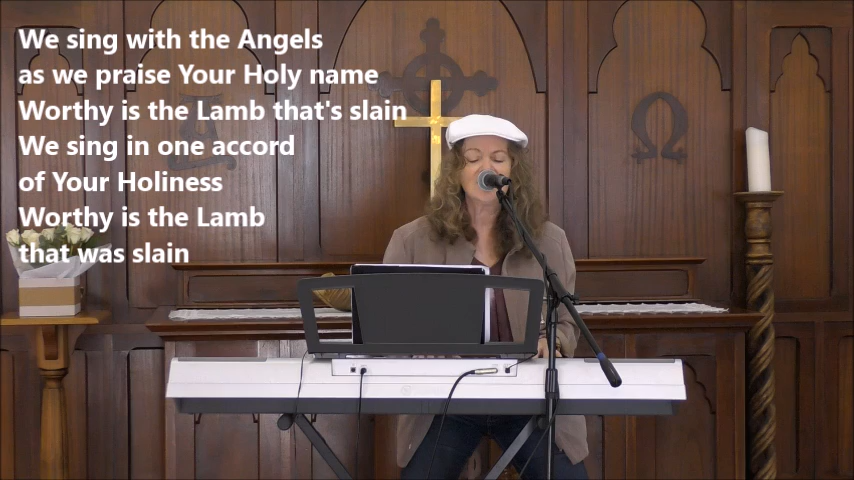 We sing with the Angels
as we praise Your Holy name
Worthy is the Lamb that's slain
We sing in one accord
of Your Holiness
Worthy is the Lamb
that was slain
Ω